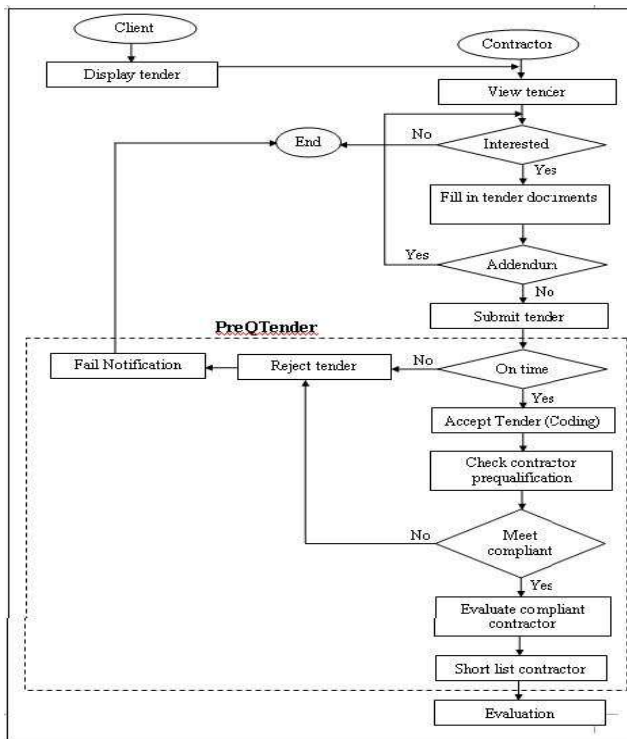 Client
Contractor
Display tender
View tender
No
End
Interested
Yes
Fill in tender documents
Yes
Addendum
No
Submit tender
PreQTender
Fail Notification
Reject tender
No
On time
Yes
Accept Tender (Coding)
Check contractor
prequalification
No
Meet
compliant
Yes
Evaluate compliant
contractor
Short list contractor
Evaluation